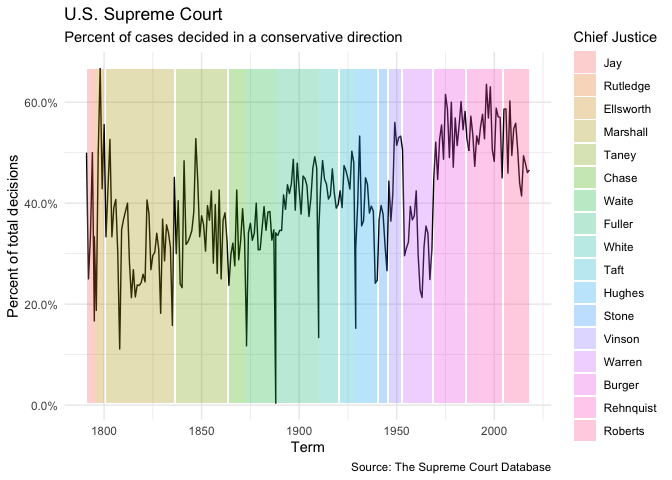 U.S. Supreme Court
Percent of cases decided in a conservative direction
Chief Justice
Jay
Rutledge
Ellsworth
Marshall
Taney
Chase
Waite
Fuller
White
Taft
Hughes
Stone
Vinson
Warren
Burger
Rehnquist
Roberts
Percent of total decisions
60.0%
40.0%
20.0%
0.0%
1800
1850
1900
1950
2000
Term
Source: The Supreme Court Database